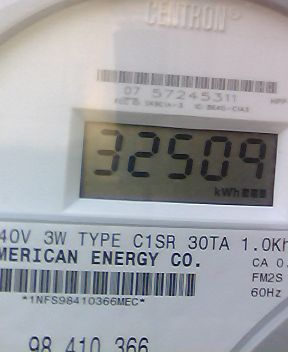 CENTRON®
07 57245311
32509
kWh
40V 3W TYPE C1SR 30TA 1.0Kh
MERICAN ENERGY CO.
CA 0.
FM2S
60Hz
*1NFS98410366MEC*
98 410 366